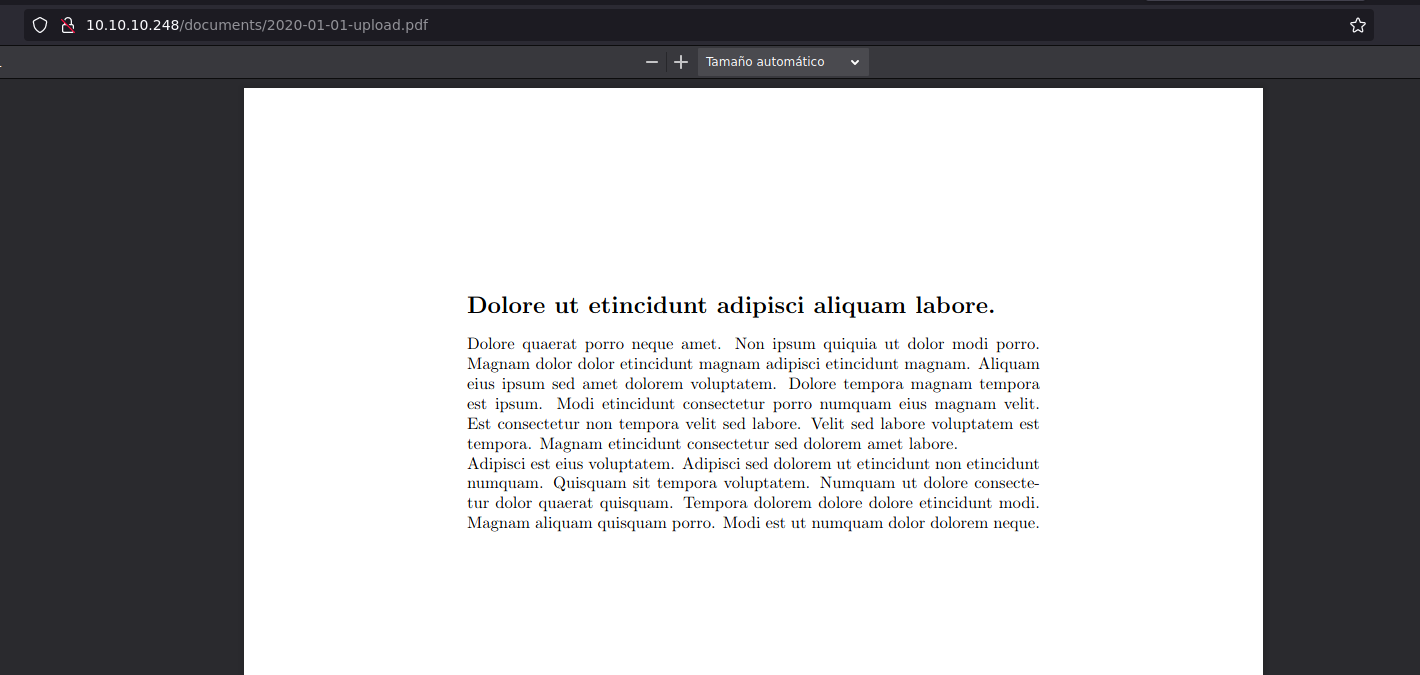 10.10.10.248/documents/2020-01-01-upload.pdf
Tamaño automático
Dolore ut etincidunt adipisci aliquam labore.
Dolore quaerat porro neque amet. Non ipsum quiquia ut dolor modi porro.
Magnam dolor dolor etincidunt magnam adipisci etincidunt magnam. Aliquam
eius ipsum sed amet dolorem voluptatem. Dolore tempora magnam tempora
est ipsum. Modi etincidunt consectetur porro numquam eius magnam velit.
Est consectetur non tempora velit sed labore. Velit sed labore voluptatem est
tempora. Magnam etincidunt consectetur sed dolorem amet labore.
Adipisci est eius voluptatem. Adipisci sed dolorem ut etincidunt non etincidunt
numquam. Quisquam sit tempora voluptatem. Numquam ut dolore consecte-
tur dolor quaerat quisquam. Tempora dolorem dolore dolore etincidunt modi.
Magnam aliquam quisquam porro. Modi est ut numquam dolor dolorem neque.